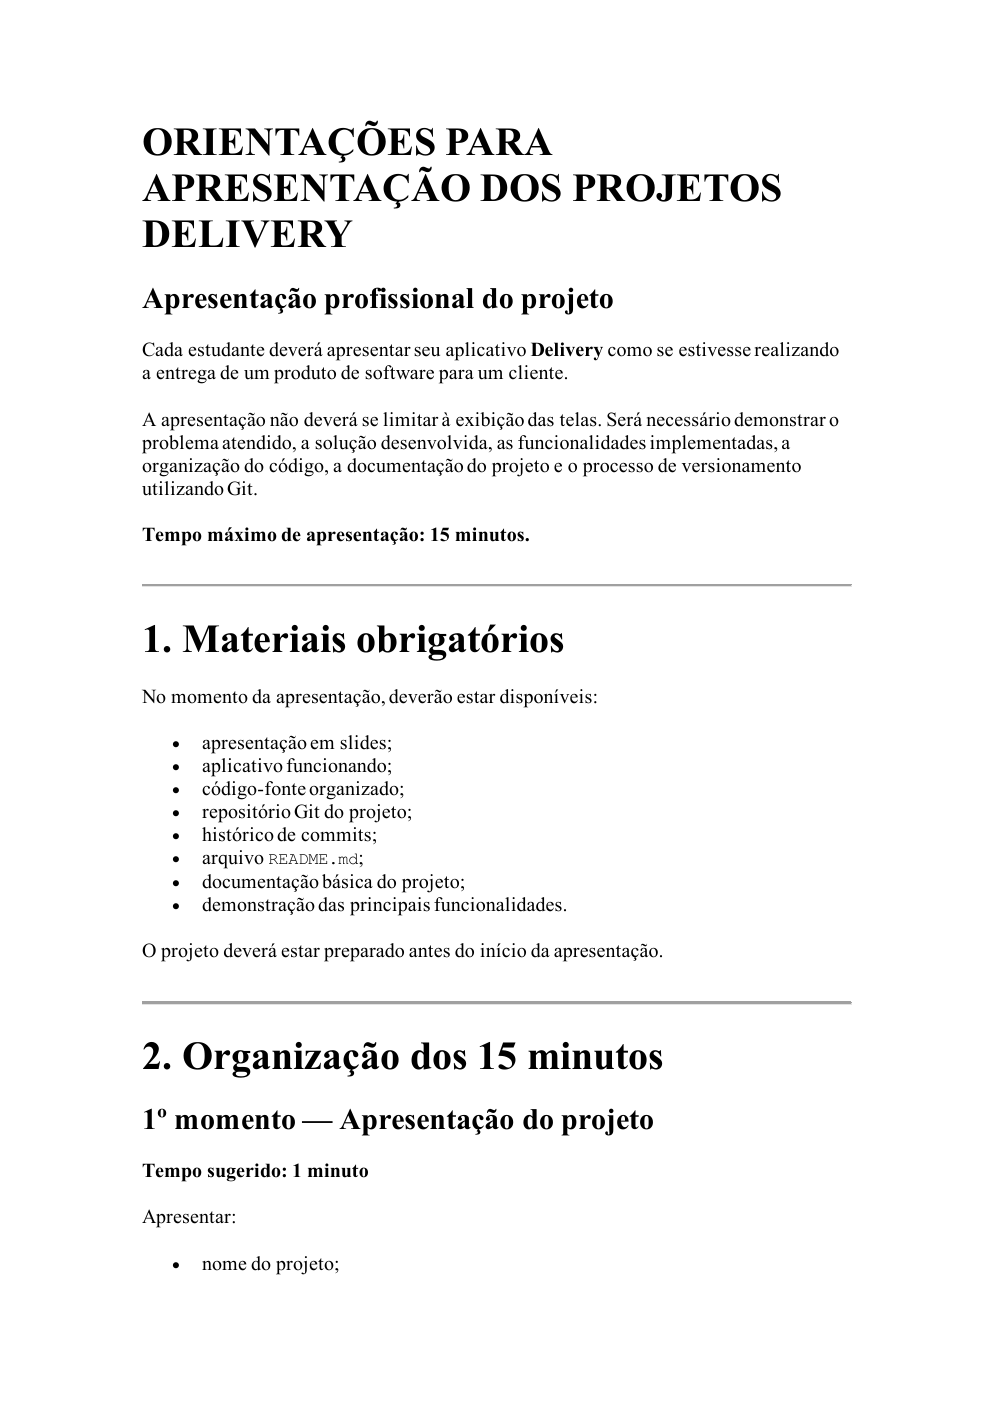 ORIENTAÇÕES PARA
APRESENTAÇÃO DOS PROJETOS
DELIVERY
Apresentação profissional do projeto
Cada estudante deverá apresentar seu aplicativo Delivery como se estivesse realizando
a entrega de um produto de software para um cliente.
A apresentação não deverá se limitar à exibição das telas. Será necessário demonstrar o
problema atendido, a solução desenvolvida, as funcionalidades implementadas, a
organização do código, a documentação do projeto e o processo de versionamento
utilizando Git.
Tempo máximo de apresentação: 15 minutos.
1. Materiais obrigatórios
No momento da apresentação, deverão estar disponíveis:
• apresentação em slides;
• aplicativo funcionando;
• código-fonte organizado;
• repositório Git do projeto;
• histórico de commits;
• arquivo README.md;
• documentação básica do projeto;
• demonstração das principais funcionalidades.
O projeto deverá estar preparado antes do início da apresentação.
2. Organização dos 15 minutos
1º momento — Apresentação do projeto
Tempo sugerido: 1 minuto
Apresentar:
• nome do projeto;